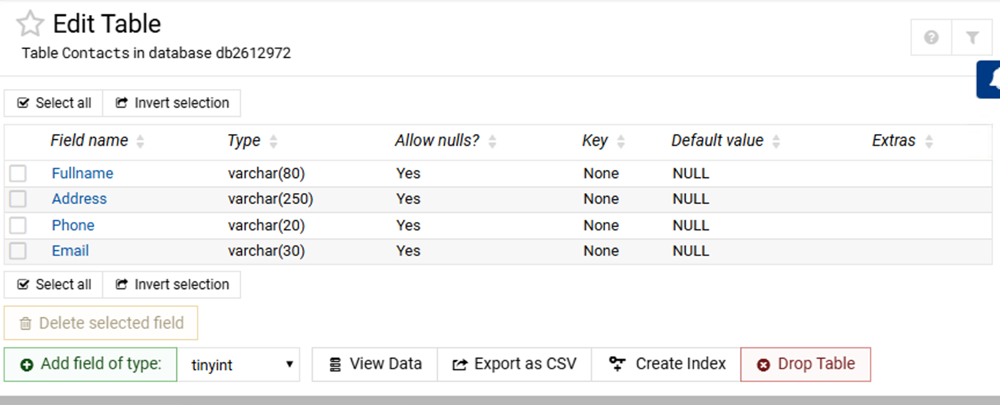 Edit Table
Table Contacts in database db2612972
Select all Invert selection
Field name Type Allow nulls? Key Default value Extras
Fullname varchar(80) Yes None NULL
Address varchar(250) Yes None NULL
Phone varchar(20) Yes None NULL
Email varchar(30) Yes None NULL
Select all Invert selection
Delete selected field
Add field of type: tinyint View Data Export as CSV Create Index Drop Table